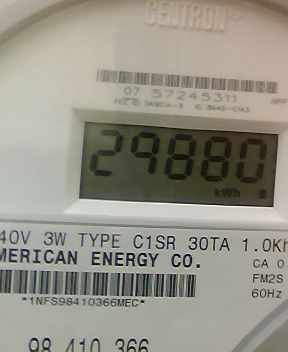 CENTRON®
07 57245311
29880
kWh
40V 3W TYPE C1SR 30TA 1.0Kh
MERICAN ENERGY CO.
CA 0.
FM2S
60Hz
*1NFS98410366MEC*
98 410 366